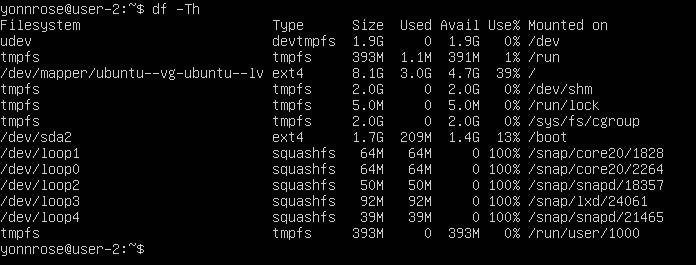 yonnrose@user-2:~$ df -Th
Filesystem                        Type      Size  Used Avail Use% Mounted on
udev                              devtmpfs  1.9G     0  1.9G   0% /dev
tmpfs                             tmpfs     393M  1.1M  391M   1% /run
/dev/mapper/ubuntu--vg-ubuntu--lv ext4      8.1G  3.0G  4.7G  39% /
tmpfs                             tmpfs     2.0G     0  2.0G   0% /dev/shm
tmpfs                             tmpfs     5.0M     0  5.0M   0% /run/lock
tmpfs                             tmpfs     2.0G     0  2.0G   0% /sys/fs/cgroup
/dev/sda2                         ext4      1.7G  209M  1.4G  13% /boot
/dev/loop1                        squashfs   64M   64M     0 100% /snap/core20/1828
/dev/loop0                        squashfs   64M   64M     0 100% /snap/core20/2264
/dev/loop2                        squashfs   50M   50M     0 100% /snap/snapd/18357
/dev/loop3                        squashfs   92M   92M     0 100% /snap/lxd/24061
/dev/loop4                        squashfs   39M   39M     0 100% /snap/snapd/21465
tmpfs                             tmpfs     393M     0  393M   0% /run/user/1000
yonnrose@user-2:~$